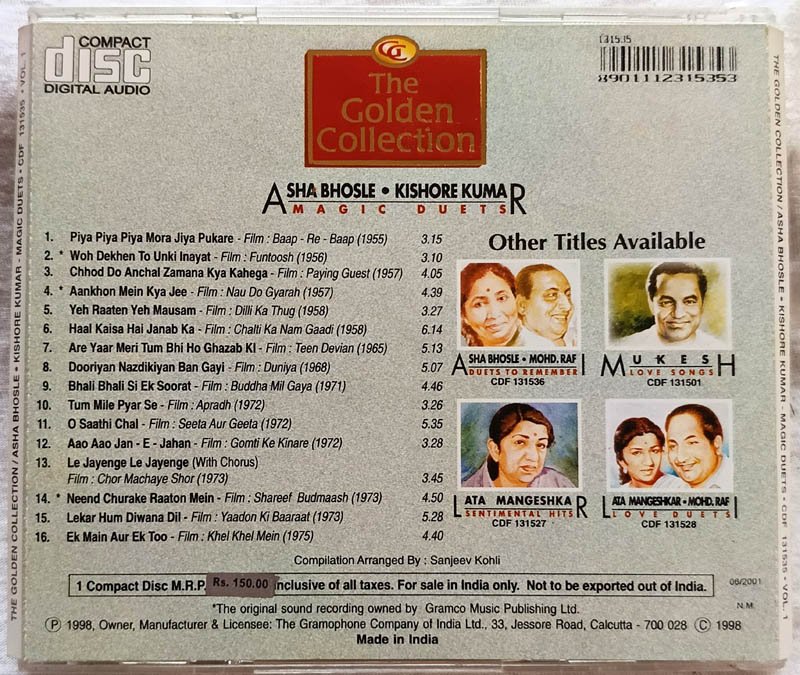 COMPACT
disc
DIGITAL AUDIO
GC
The
Golden
Collection
131535
8901112315353
ASHA BHOSLE • KISHORE KUMAR
MAGIC DUETS
1. Piya Piya Piya Mora Jiya Pukare - Film : Baap - Re - Baap (1955) 3.15
2. * Woh Dekhen To Unki Inayat - Film : Funtoosh (1956) 3.10
3. Chhod Do Anchal Zamana Kya Kahega - Film : Paying Guest (1957) 4.05
4. * Aankhon Mein Kya Jee - Film : Nau Do Gyarah (1957) 4.39
5. Yeh Raaten Yeh Mausam - Film : Dilli Ka Thug (1958) 3.27
6. Haal Kaisa Hai Janab Ka - Film : Chalti Ka Nam Gaadi (1958) 6.14
7. Are Yaar Meri Tum Bhi Ho Ghazab KI - Film : Teen Devian (1965) 5.13
8. Dooriyan Nazdikiyan Ban Gayi - Film : Duniya (1968) 5.07
9. Bhali Bhali Si Ek Soorat - Film : Buddha Mil Gaya (1971) 4.46
10. Tum Mile Pyar Se - Film : Apradh (1972) 3.26
11. O Saathi Chal - Film : Seeta Aur Geeta (1972) 5.35
12. Aao Aao Jan - E - Jahan - Film : Gomti Ke Kinare (1972) 3.28
13. Le Jayenge Le Jayenge (With Chorus)
Film : Chor Machaye Shor (1973) 3.45
14. * Neend Churake Raaton Mein - Film : Shareef Budmaash (1973) 4.50
15. Lekar Hum Diwana Dil - Film : Yaadon Ki Baaraat (1973) 5.28
16. Ek Main Aur Ek Too - Film : Khel Khel Mein (1975) 4.40
Other Titles Available
ASHA BHOSLE • MOHD. RAFI
DUETS TO REMEMBER
CDF 131536
MUKESH
LOVE SONGS
CDF 131501
LATA MANGESHKAR
SENTIMENTAL HITS
CDF 131527
LATA MANGESHKAR • MOHD. RAFI
LOVE DUETS
CDF 131528
Compilation Arranged By : Sanjeev Kohli
1 Compact Disc M.R.P. Rs. 150.00 inclusive of all taxes. For sale in India only. Not to be exported out of India.
06/2001
*The original sound recording owned by Gramco Music Publishing Ltd.
N.M.
Ⓟ 1998, Owner, Manufacturer & Licensee: The Gramophone Company of India Ltd., 33, Jessore Road, Calcutta - 700 028 © 1998
Made in India
THE GOLDEN COLLECTION / ASHA BHOSLE • KISHORE KUMAR - MAGIC DUETS • CDF 131535 • VOL. 1
THE GOLDEN COLLECTION / ASHA BHOSLE • KISHORE KUMAR - MAGIC DUETS • CDF 131535 • VOL. 1